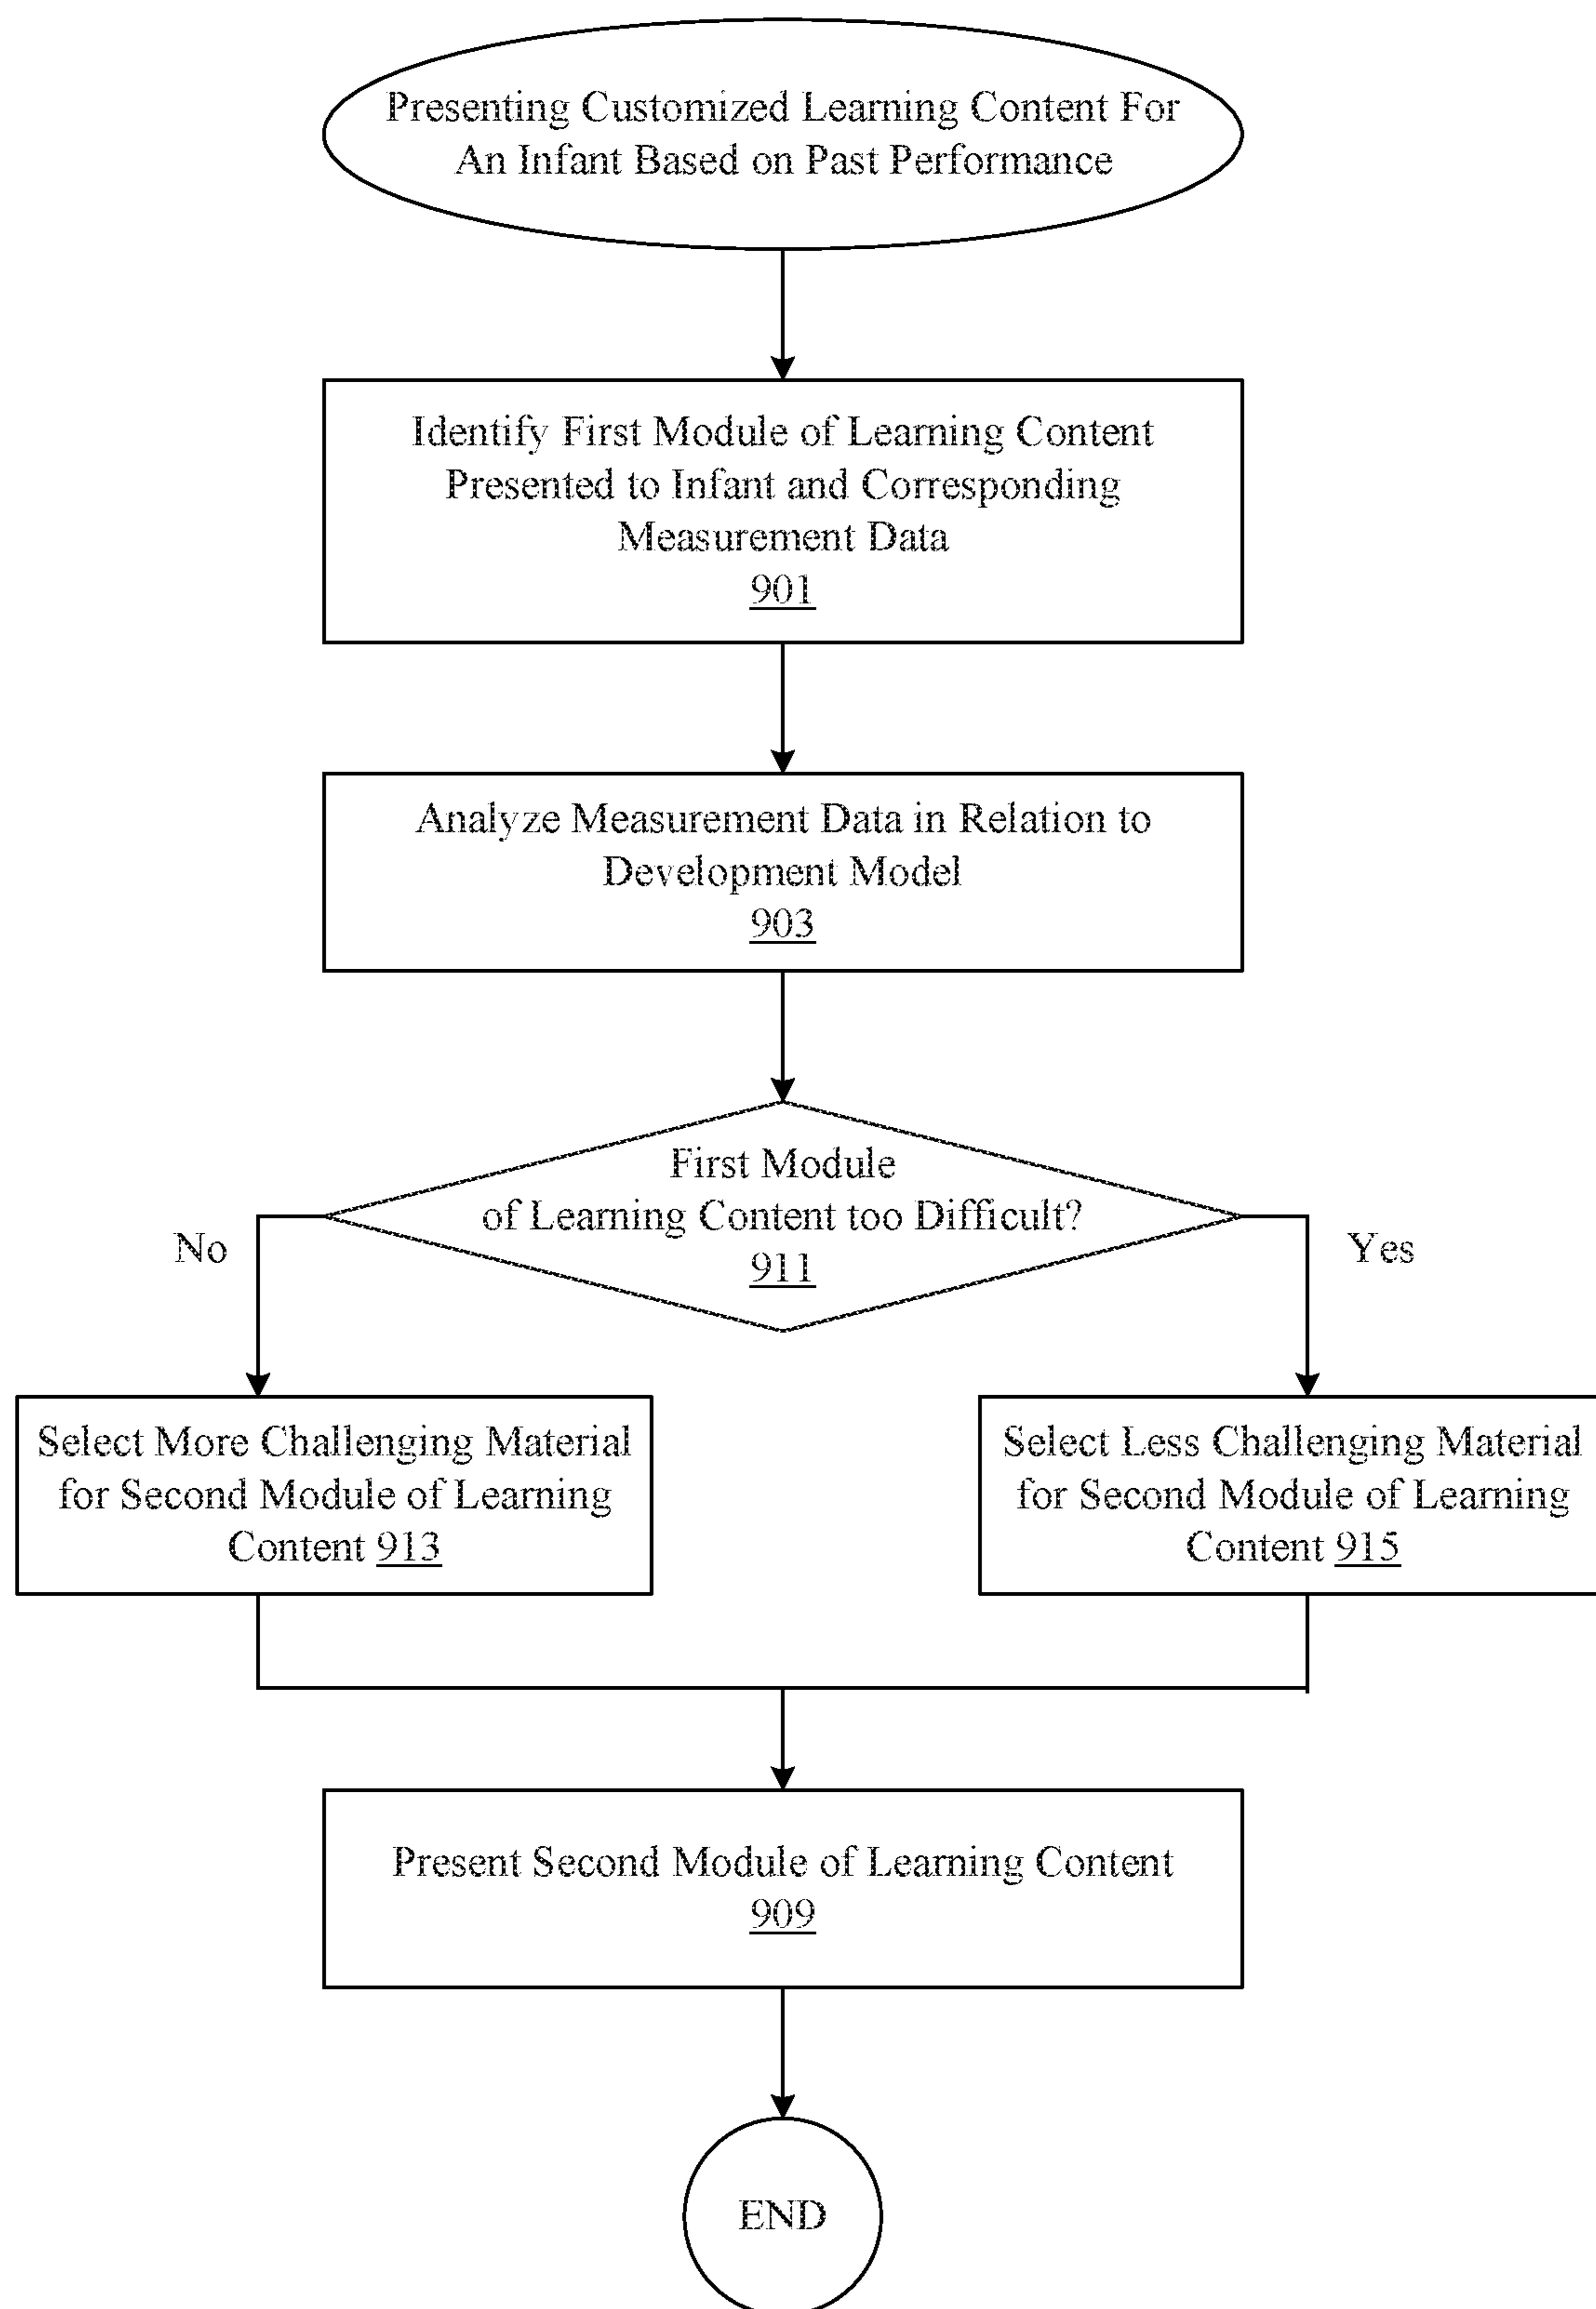 Presenting Customized Learning Content For
An Infant Based on Past Performance
Identify First Module of Learning Content
Presented to Infant and Corresponding
Measurement Data
901
Analyze Measurement Data in Relation to
Development Model
903
First Module
of Learning Content too Difficult?
911
No
Yes
Select More Challenging Material
for Second Module of Learning
Content 913
Select Less Challenging Material
for Second Module of Learning
Content 915
Present Second Module of Learning Content
909
END